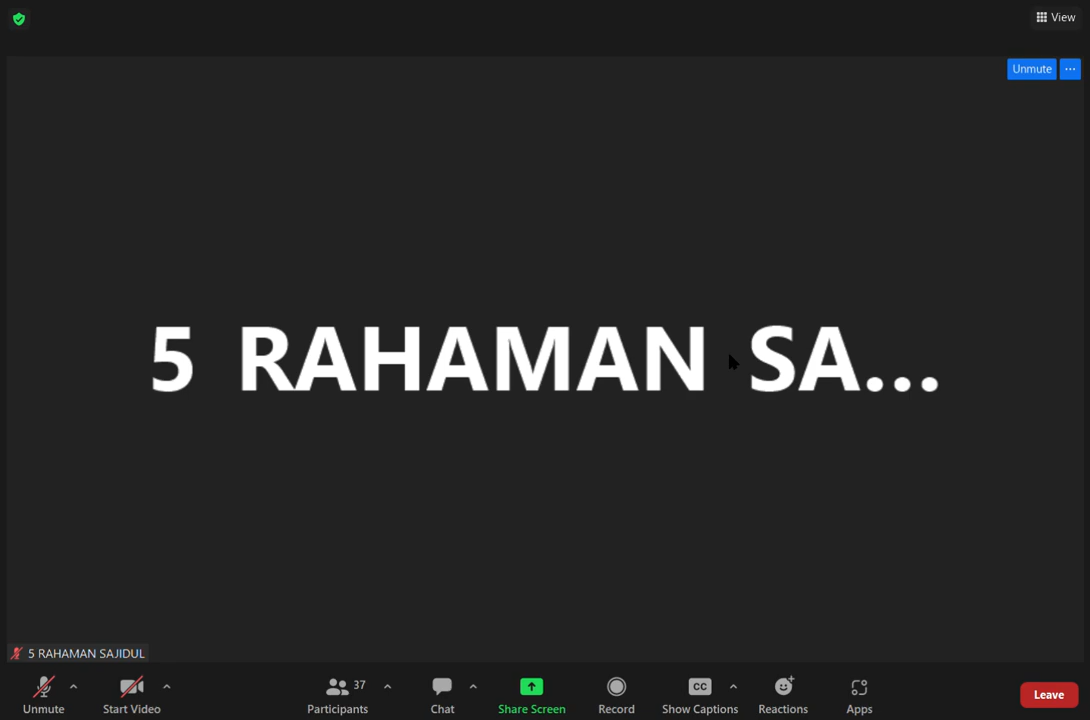 View
Unmute
5 RAHAMAN SA...
5 RAHAMAN SAJIDUL
Unmute
Start Video
37
Participants
Chat
Share Screen
Record
CC
Show Captions
Reactions
Apps
Leave